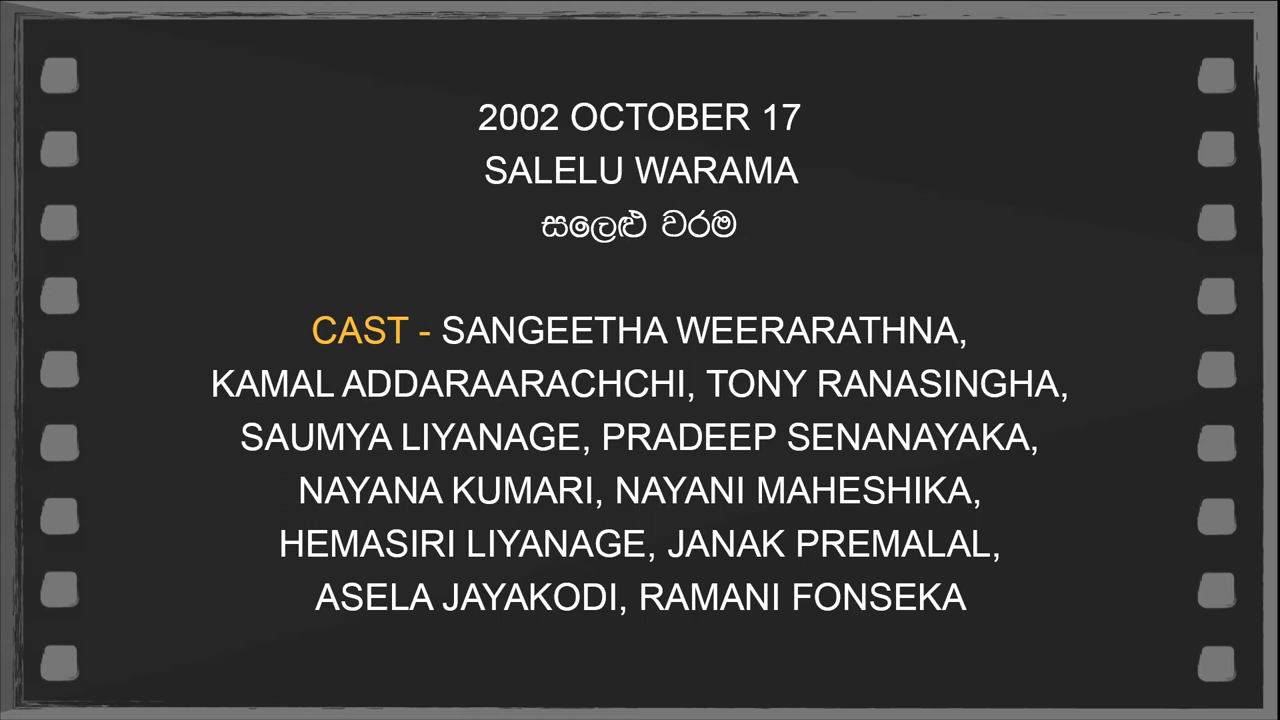 2002 OCTOBER 17
SALELU WARAMA
සලෙළු වරම
CAST - SANGEETHA WEERARATHNA,
KAMAL ADDARAARACHCHI, TONY RANASINGHA,
SAUMYA LIYANAGE, PRADEEP SENANAYAKA,
NAYANA KUMARI, NAYANI MAHESHIKA,
HEMASIRI LIYANAGE, JANAK PREMALAL,
ASELA JAYAKODI, RAMANI FONSEKA